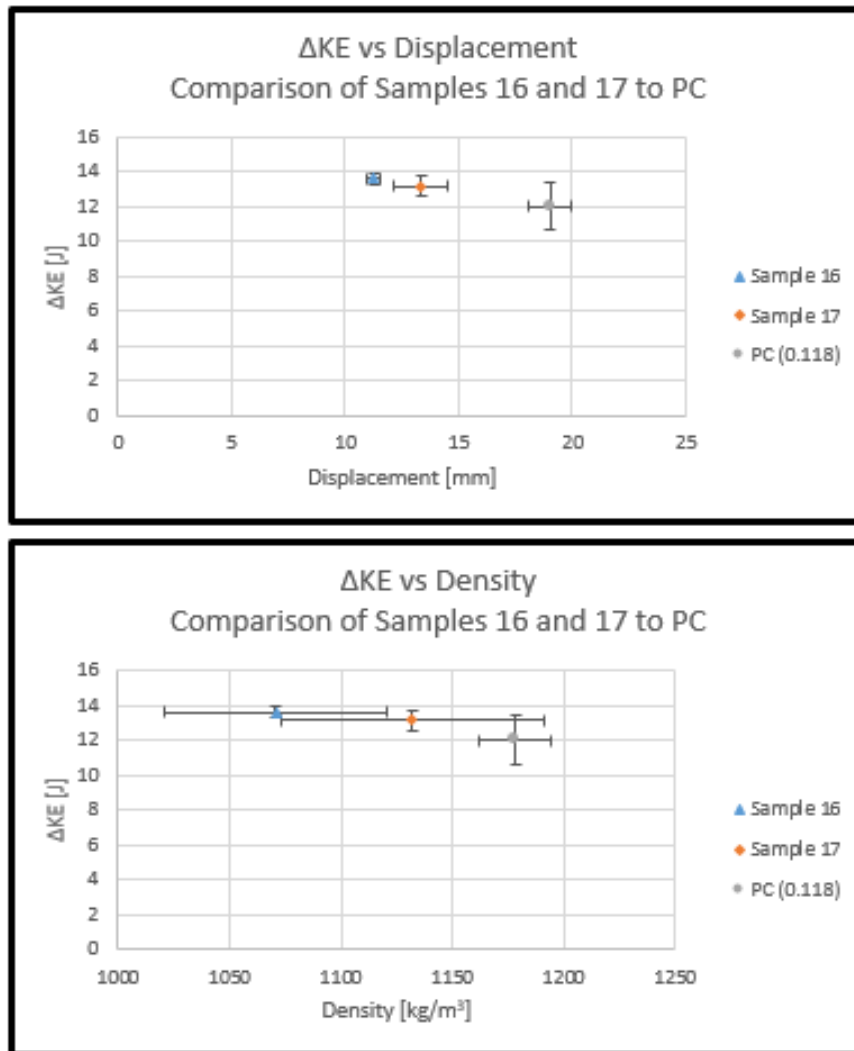 ΔKE vs Displacement
Comparison of Samples 16 and 17 to PC
16
14
12
10
8
6
4
2
0
ΔKE [J]
0 5 10 15 20 25
Displacement [mm]
Sample 16
Sample 17
PC (0.118)
ΔKE vs Density
Comparison of Samples 16 and 17 to PC
16
14
12
10
8
6
4
2
0
ΔKE [J]
1000 1050 1100 1150 1200 1250
Density [kg/m³]
Sample 16
Sample 17
PC (0.118)